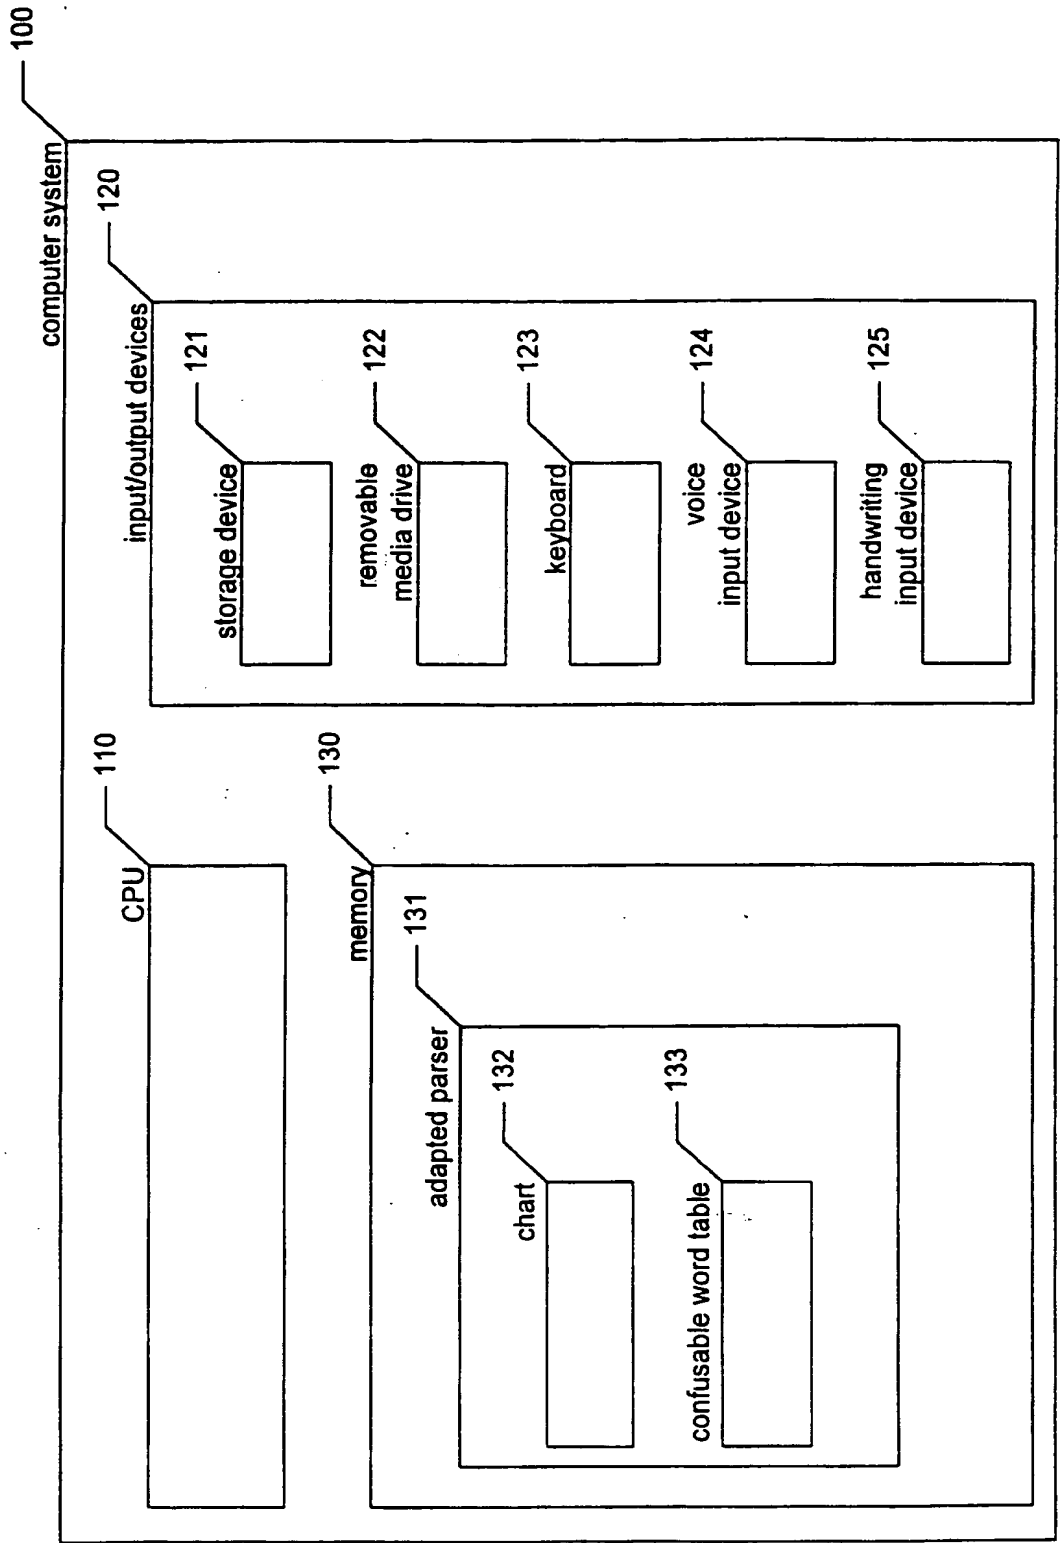 computer system
100
CPU
110
input/output devices
120
storage device
121
removable
media drive
122
keyboard
123
voice
input device
124
handwriting
input device
125
memory
130
adapted parser
131
chart
132
confusable word table
133